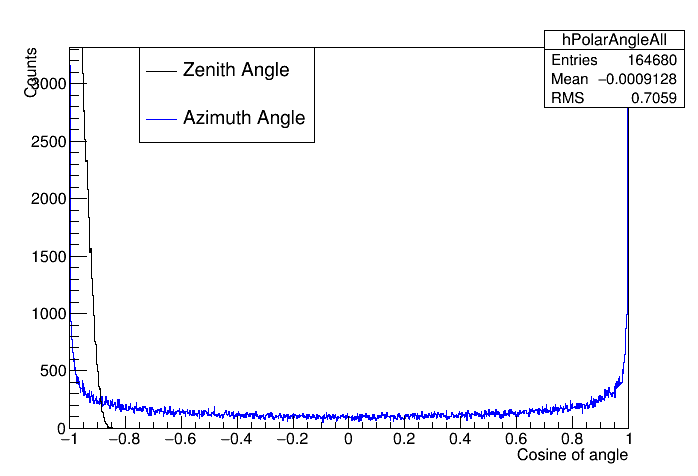 hPolarAngleAll
Entries 164680
Mean −0.0009128
RMS 0.7059
Zenith Angle
Azimuth Angle
Counts
3000
2500
2000
1500
1000
500
0
−1 −0.8 −0.6 −0.4 −0.2 0 0.2 0.4 0.6 0.8 1
Cosine of angle